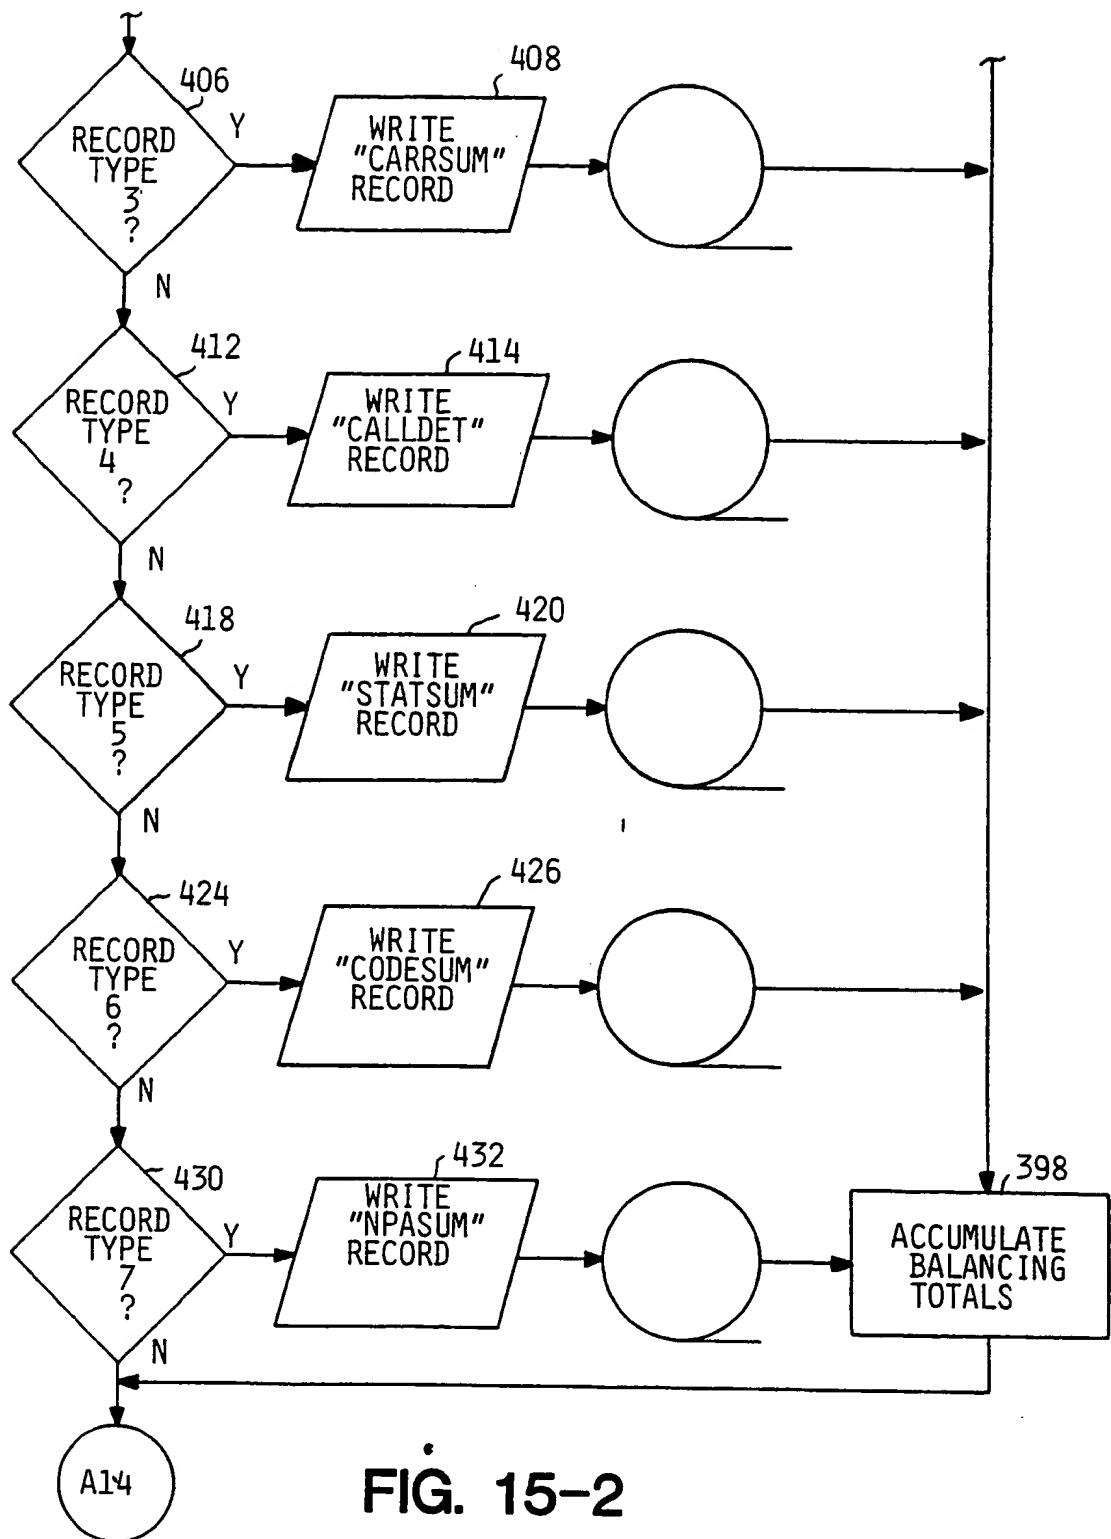 406
408
RECORD
TYPE
3
?
Y
WRITE
"CARRSUM"
RECORD
N
412
414
RECORD
TYPE
4
?
Y
WRITE
"CALLDET"
RECORD
N
418
420
RECORD
TYPE
5
?
Y
WRITE
"STATSUM"
RECORD
N
424
426
RECORD
TYPE
6
?
Y
WRITE
"CODESUM"
RECORD
N
430
432
RECORD
TYPE
7
?
Y
WRITE
"NPASUM"
RECORD
398
ACCUMULATE
BALANCING
TOTALS
N
A14
FIG. 15-2